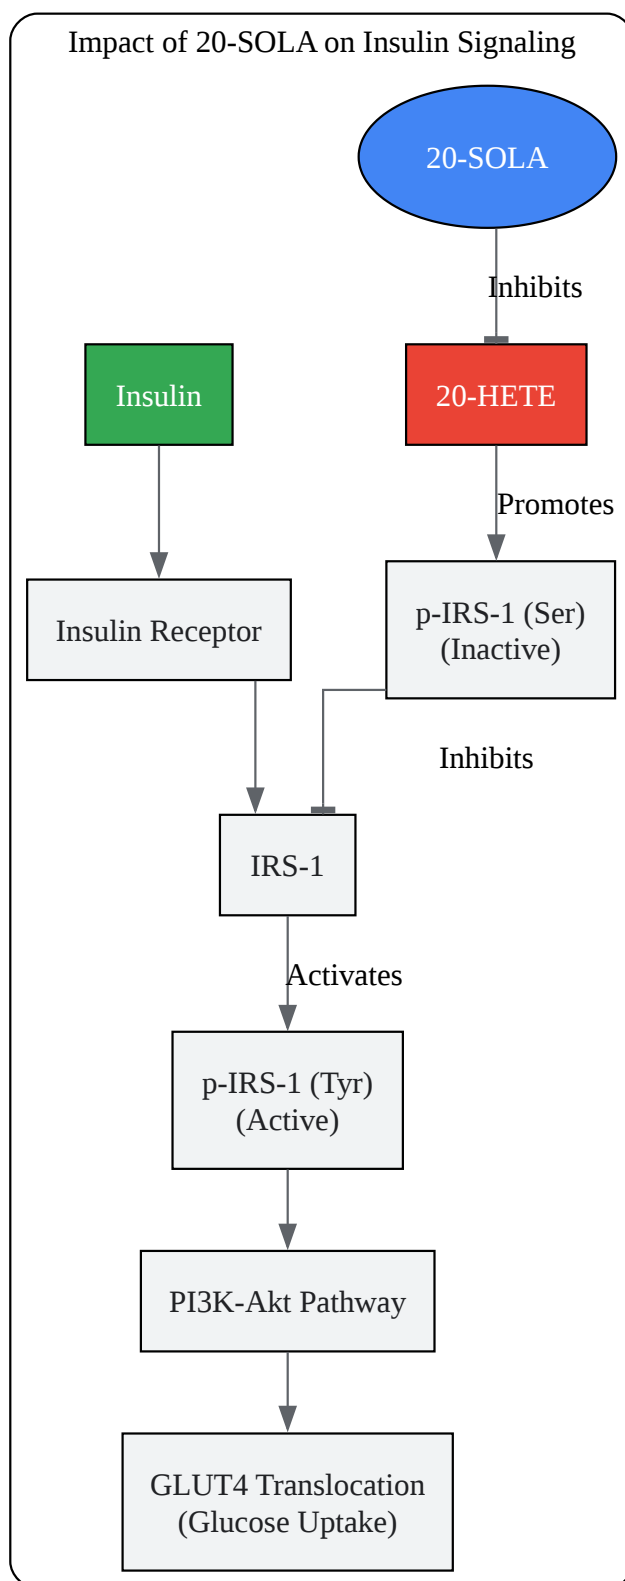 Impact of 20-SOLA on Insulin Signaling
20-SOLA
Inhibits
Insulin
20-HETE
Promotes
Insulin Receptor
p-IRS-1 (Ser)
(Inactive)
Inhibits
IRS-1
Activates
p-IRS-1 (Tyr)
(Active)
PI3K-Akt Pathway
GLUT4 Translocation
(Glucose Uptake)